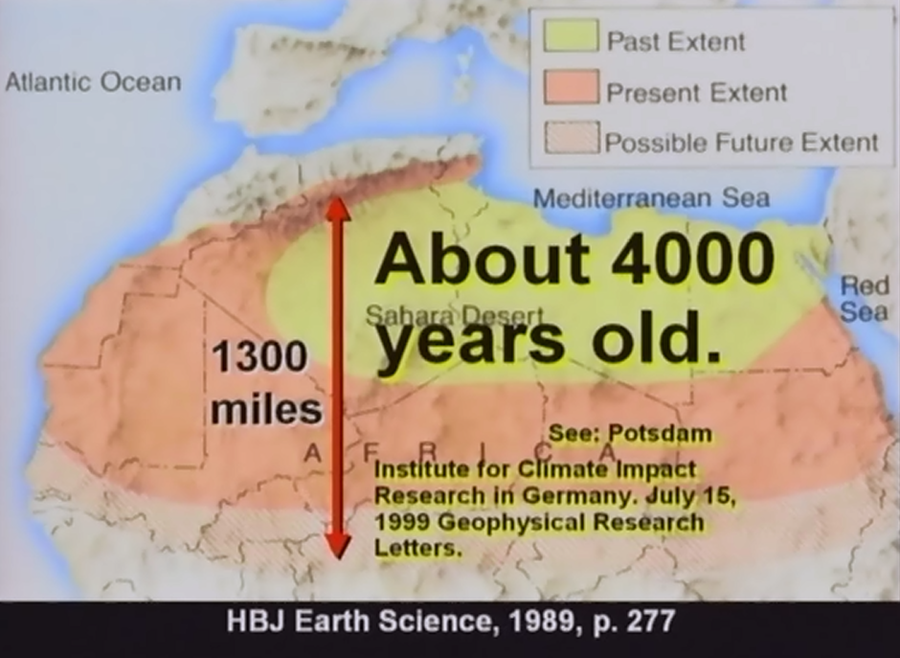 Past Extent
Present Extent
Possible Future Extent
Atlantic Ocean
Mediterranean Sea
Red
Sea
About 4000
Sahara Desert
years old.
1300
miles
A F R I C A
See: Potsdam
Institute for Climate Impact
Research in Germany. July 15,
1999 Geophysical Research
Letters.
HBJ Earth Science, 1989, p. 277